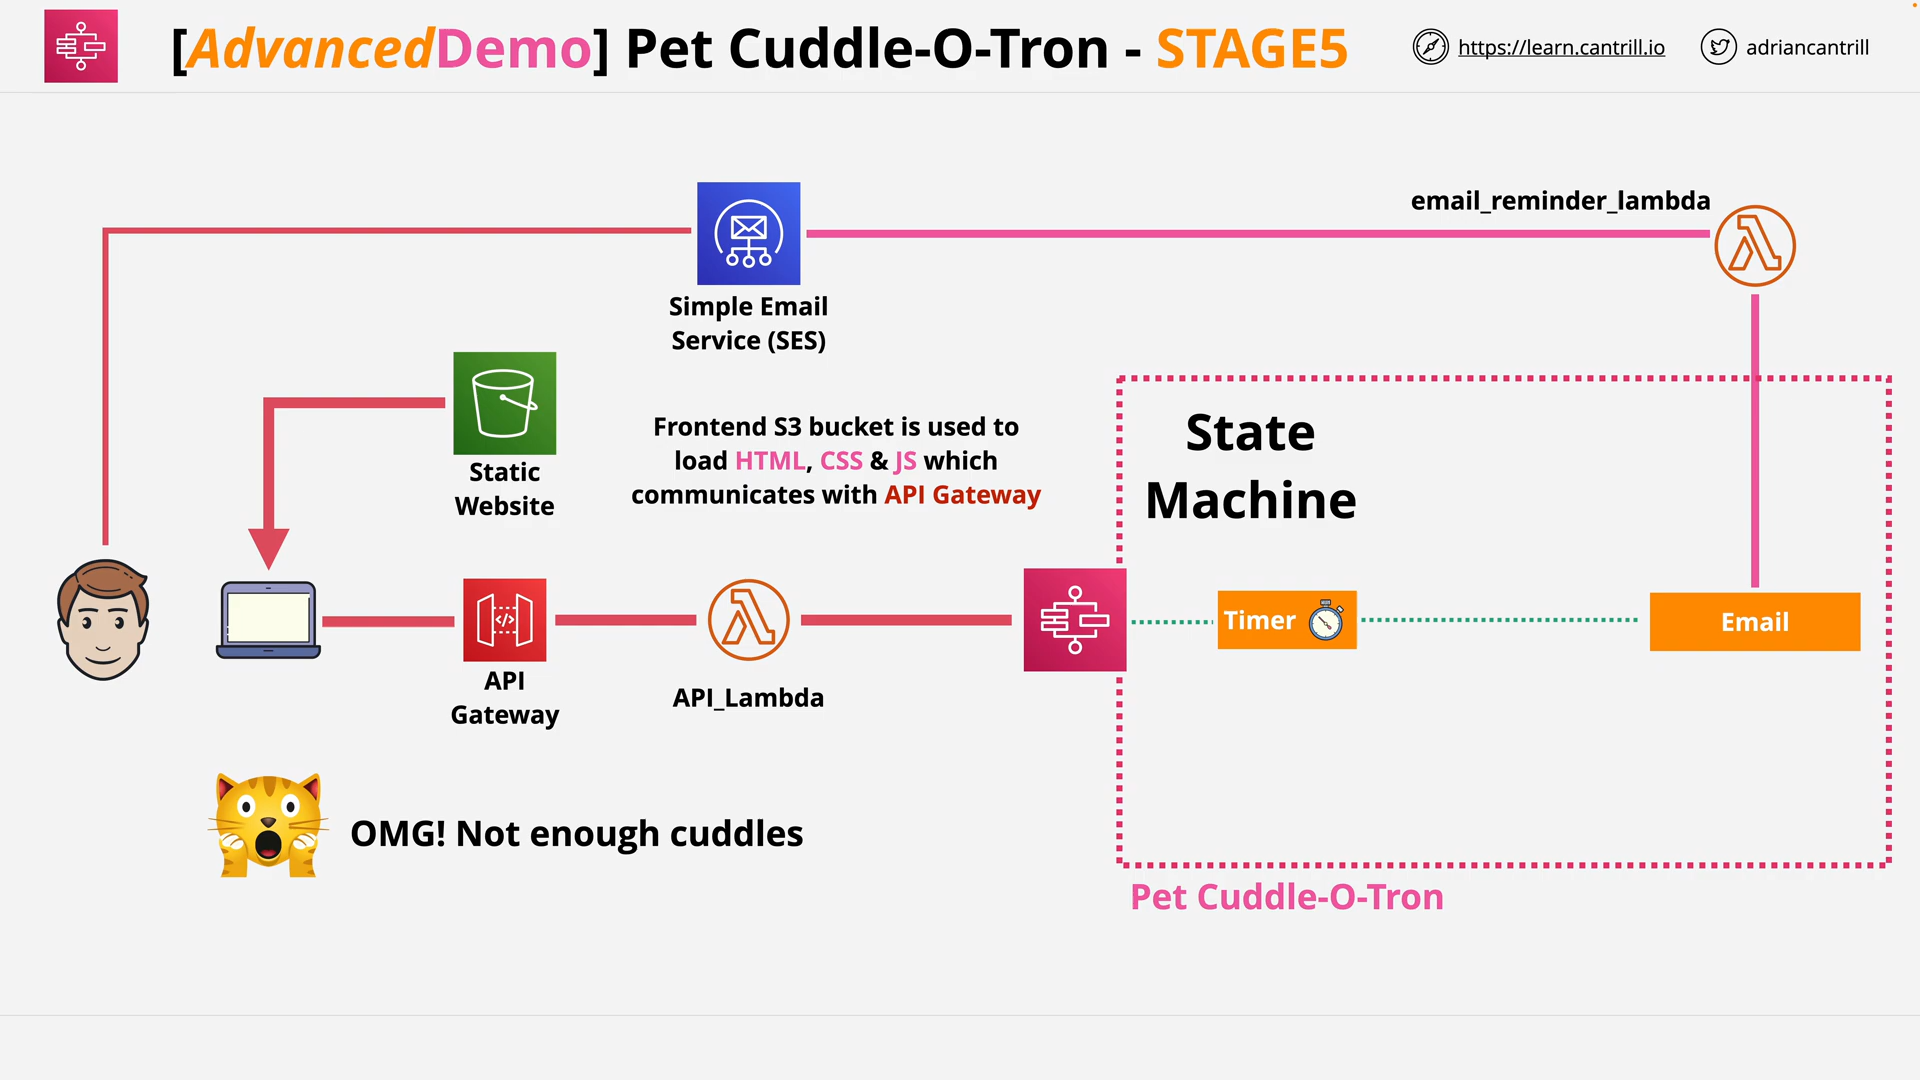 [AdvancedDemo] Pet Cuddle-O-Tron - STAGE5
https://learn.cantrill.io
adriancantrill
email_reminder_lambda
Simple Email
Service (SES)
Static
Website
Frontend S3 bucket is used to
load HTML, CSS & JS which
communicates with API Gateway
State
Machine
API
Gateway
API_Lambda
Timer
Email
OMG! Not enough cuddles
Pet Cuddle-O-Tron